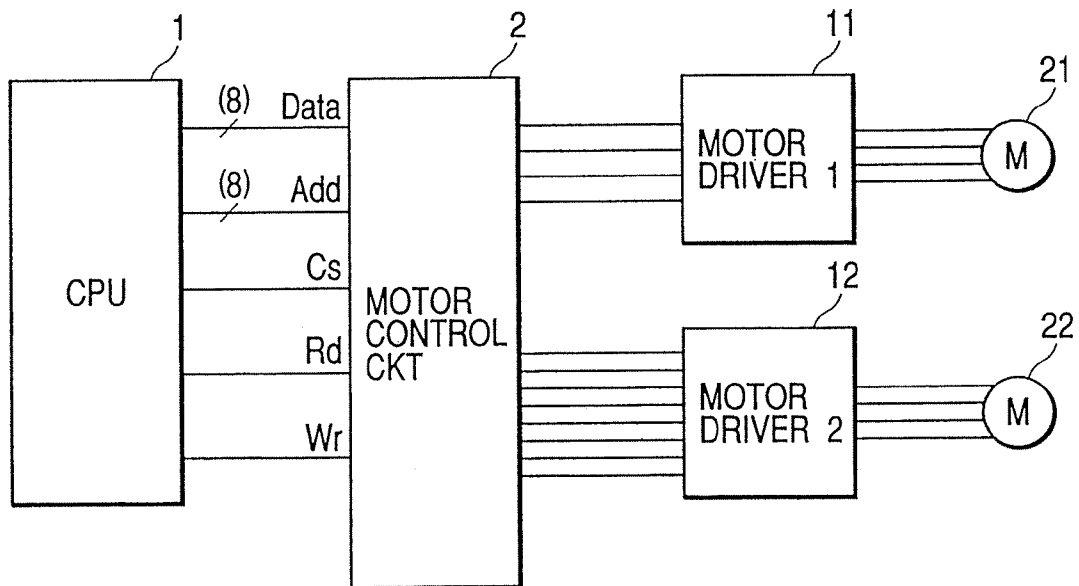 1
2
11
21
(8) Data
MOTOR
DRIVER 1
M
(8) Add
CPU
Cs
MOTOR
CONTROL
CKT
12
22
Rd
MOTOR
DRIVER 2
M
Wr